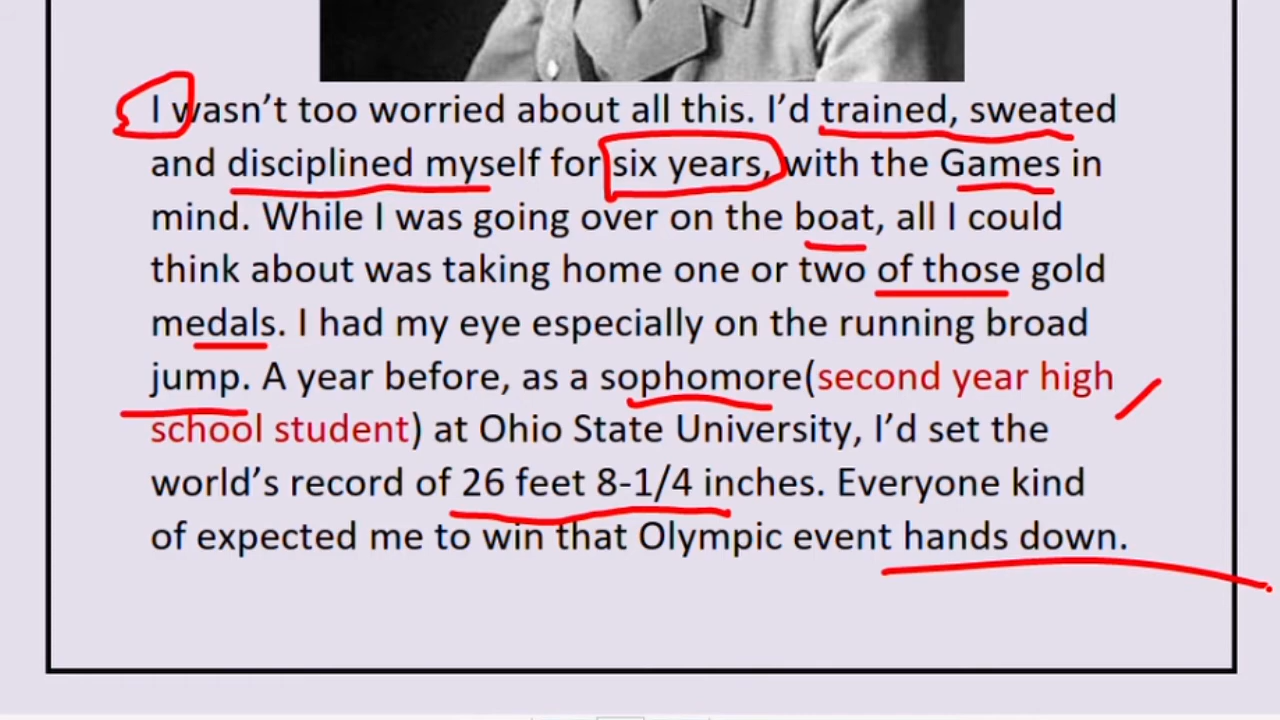 I wasn’t too worried about all this. I’d trained, sweated
and disciplined myself for six years, with the Games in
mind. While I was going over on the boat, all I could
think about was taking home one or two of those gold
medals. I had my eye especially on the running broad
jump. A year before, as a sophomore(second year high
school student) at Ohio State University, I’d set the
world’s record of 26 feet 8-1/4 inches. Everyone kind
of expected me to win that Olympic event hands down.